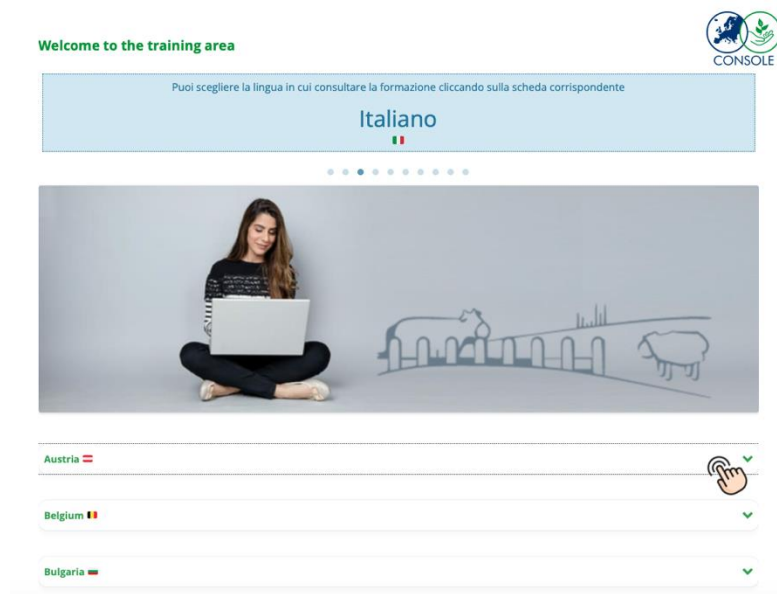 Welcome to the training area
CONSOLE
Puoi scegliere la lingua in cui consultare la formazione cliccando sulla scheda corrispondente
Italiano
Austria
Belgium
Bulgaria